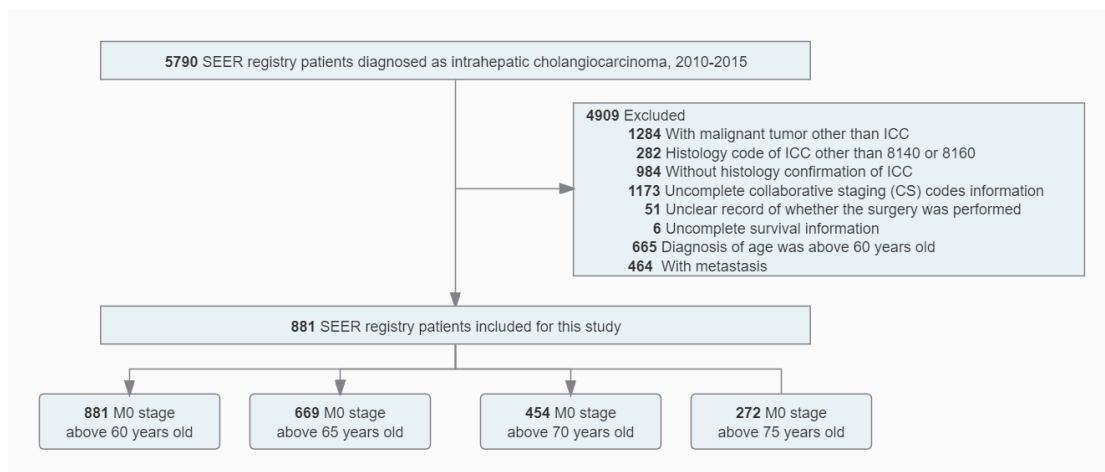 5790 SEER registry patients diagnosed as intrahepatic cholangiocarcinoma, 2010-2015
4909 Excluded
1284 With malignant tumor other than ICC
282 Histology code of ICC other than 8140 or 8160
984 Without histology confirmation of ICC
1173 Uncomplete collaborative staging (CS) codes information
51 Unclear record of whether the surgery was performed
6 Uncomplete survival information
665 Diagnosis of age was above 60 years old
464 With metastasis
881 SEER registry patients included for this study
881 M0 stage
above 60 years old
669 M0 stage
above 65 years old
454 M0 stage
above 70 years old
272 M0 stage
above 75 years old